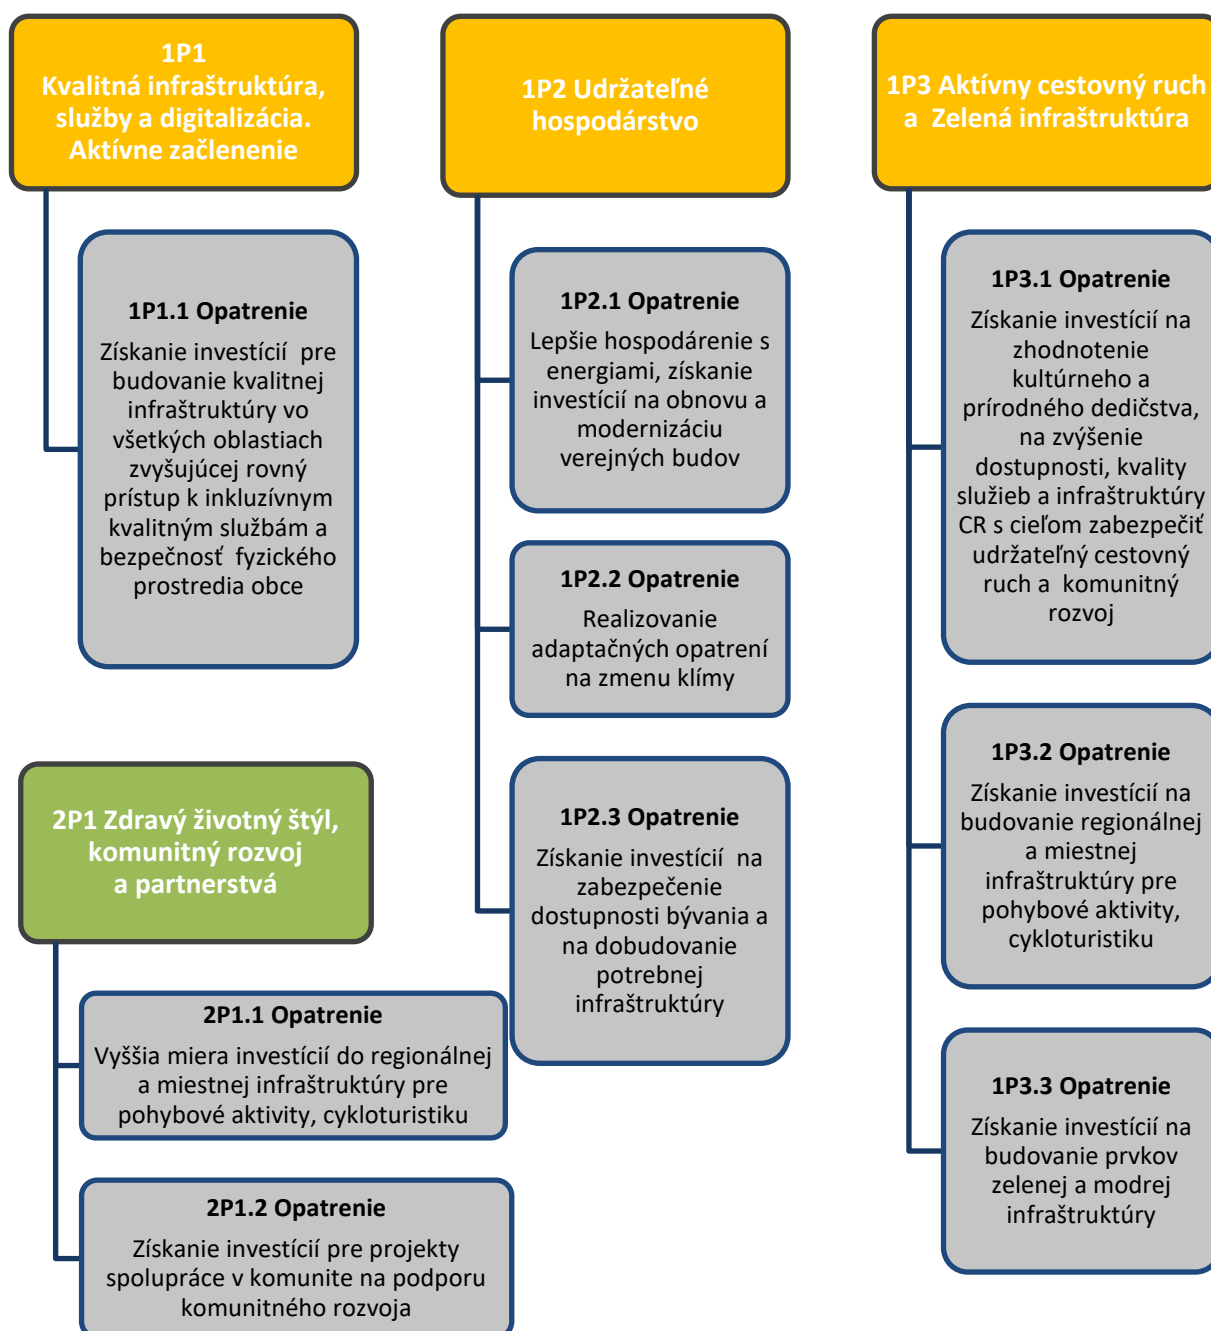 1P1
Kvalitná infraštruktúra,
služby a digitalizácia.
Aktívne začlenenie
1P1.1 Opatrenie
Získanie investícií pre
budovanie kvalitnej
infraštruktúry vo
všetkých oblastiach
zvyšujúcej rovný
prístup k inkluzívnym
kvalitným službám a
bezpečnosť fyzického
prostredia obce
2P1 Zdravý životný štýl,
komunitný rozvoj
a partnerstvá
2P1.1 Opatrenie
Vyššia miera investícií do regionálnej
a miestnej infraštruktúry pre
pohybové aktivity, cykloturistiku
2P1.2 Opatrenie
Získanie investícií pre projekty
spolupráce v komunite na podporu
komunitného rozvoja
1P2 Udržateľné
hospodárstvo
1P2.1 Opatrenie
Lepšie hospodárenie s
energiami, získanie
investícií na obnovu a
modernizáciu
verejných budov
1P2.2 Opatrenie
Realizovanie
adaptačných opatrení
na zmenu klímy
1P2.3 Opatrenie
Získanie investícií na
zabezpečenie
dostupnosti bývania a
na dobudovanie
potrebnej
infraštruktúry
1P3 Aktívny cestovný ruch
a Zelená infraštruktúra
1P3.1 Opatrenie
Získanie investícií na
zhodnotenie
kultúrneho a
prírodného dedičstva,
na zvýšenie
dostupnosti, kvality
služieb a infraštruktúry
CR s cieľom zabezpečiť
udržateľný cestovný
ruch a komunitný
rozvoj
1P3.2 Opatrenie
Získanie investícií na
budovanie regionálnej
a miestnej
infraštruktúry pre
pohybové aktivity,
cykloturistiku
1P3.3 Opatrenie
Získanie investícií na
budovanie prvkov
zelenej a modrej
infraštruktúry